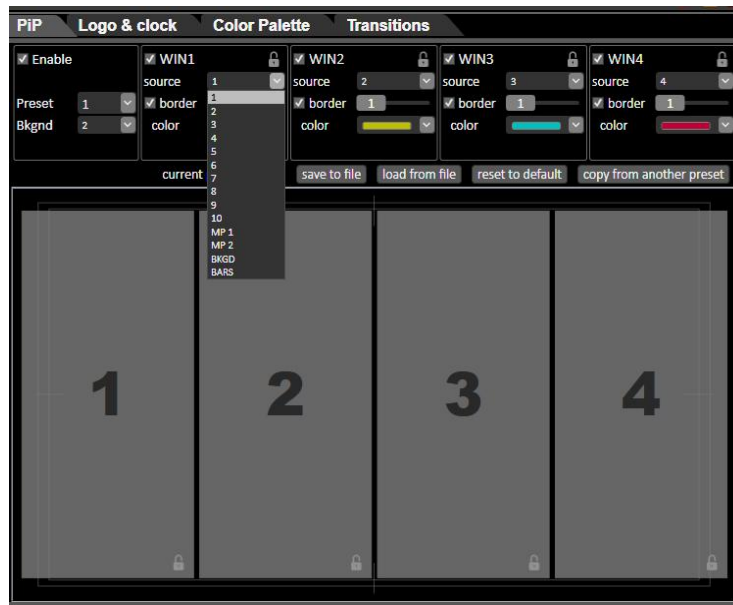 PiP Logo & clock Color Palette Transitions
Enable WIN1 WIN2 WIN3 WIN4
source 1 source 2 source 3 source 4
Preset 1 border border 1 border 1 border 1
Bkgnd 2 color color color color
1
2
3
4
5
6
7
8
9
10
MP 1
MP 2
BKGD
BARS
current save to file load from file reset to default copy from another preset
1 2 3 4